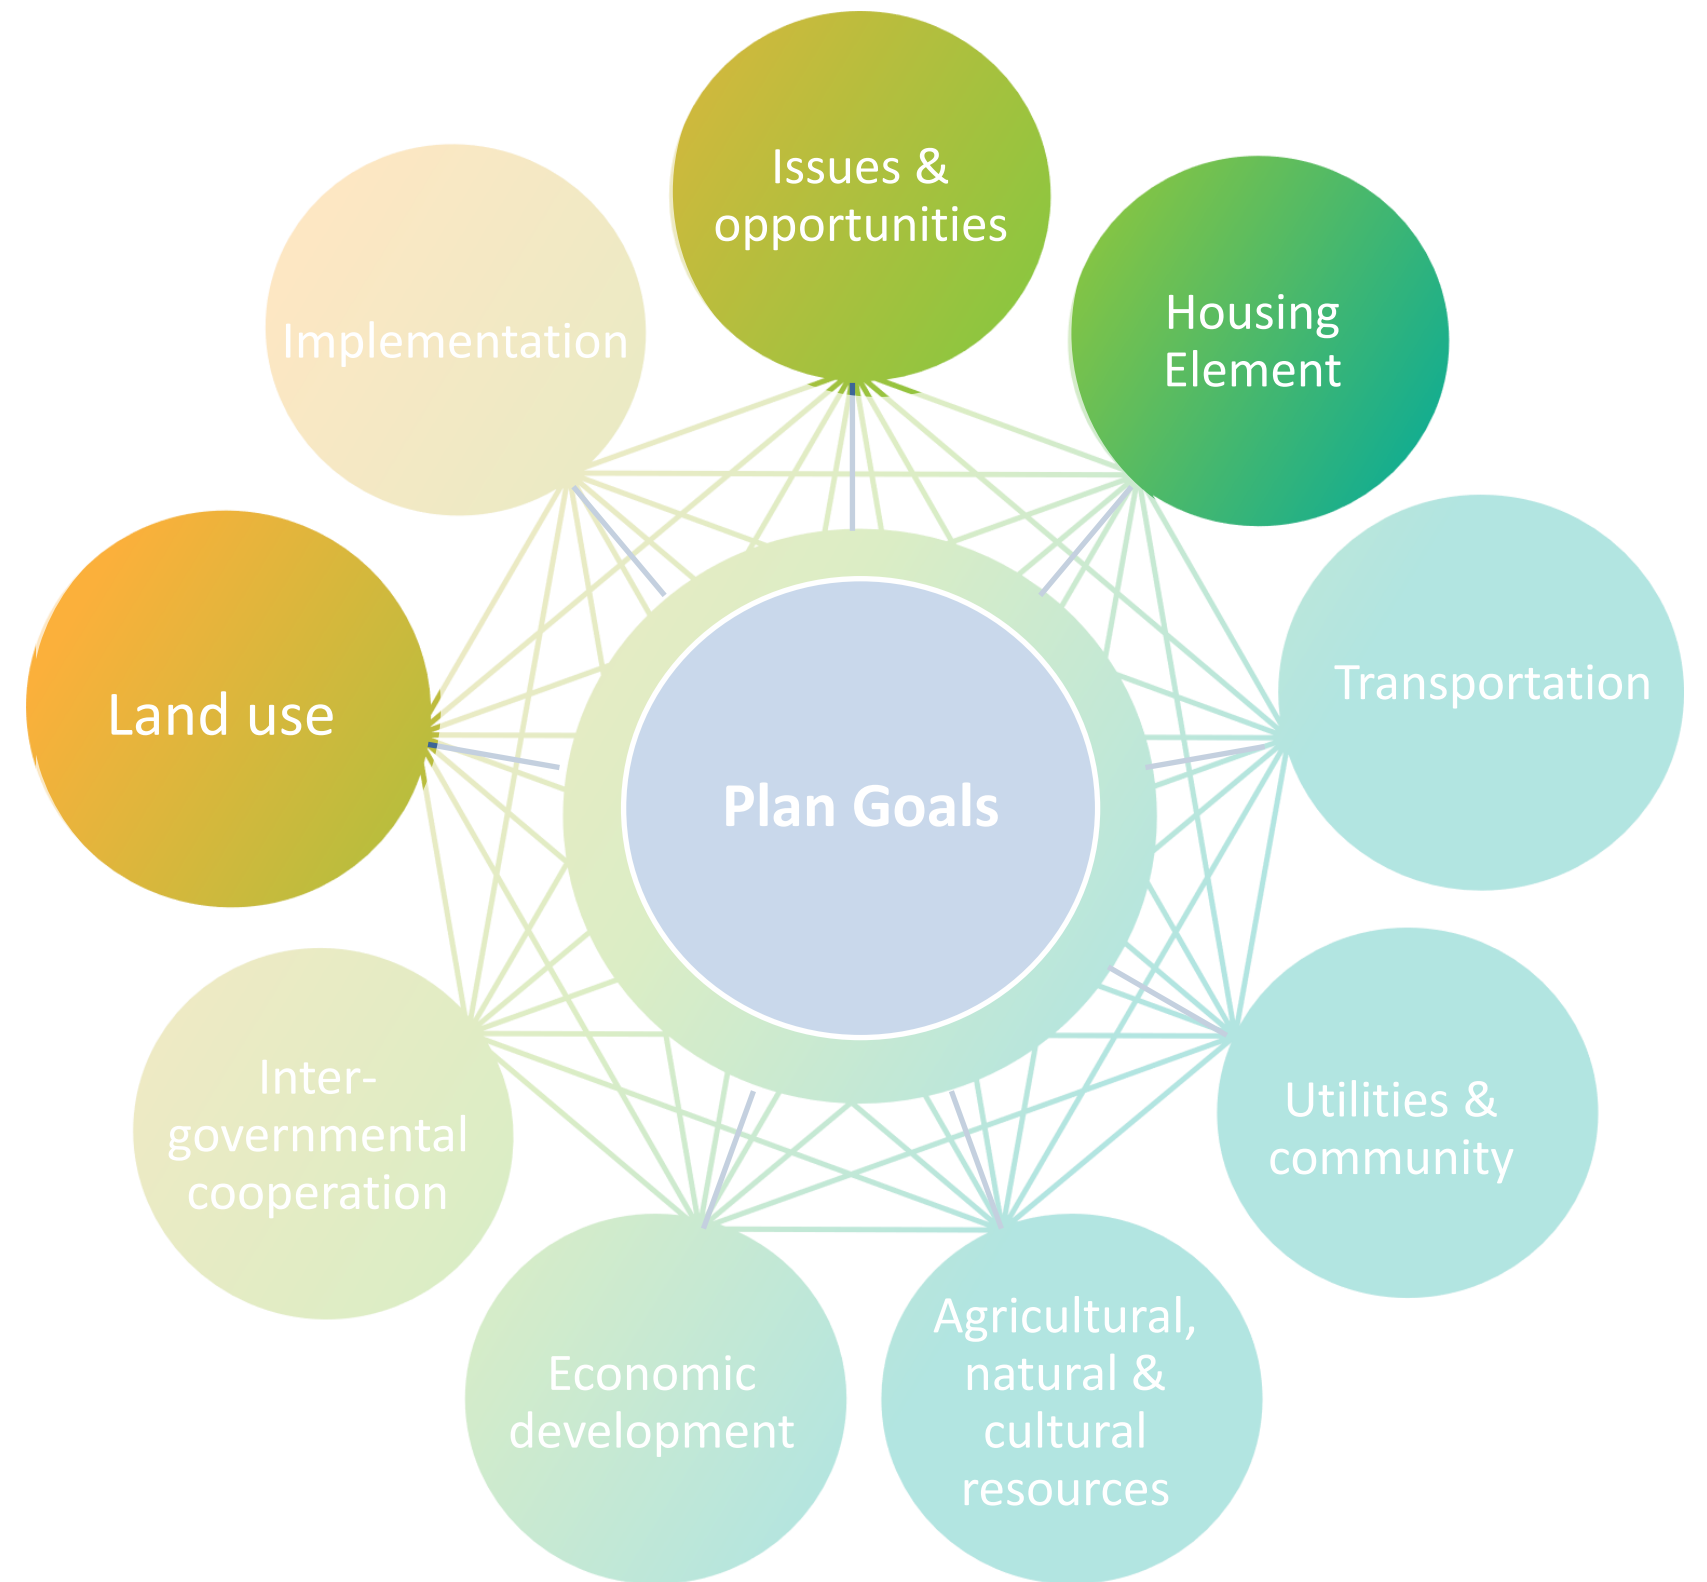 Issues &
opportunities
Housing
Element
Transportation
Utilities &
community
Agricultural,
natural &
cultural
resources
Economic
development
Inter-
governmental
cooperation
Land use
Implementation
Plan Goals